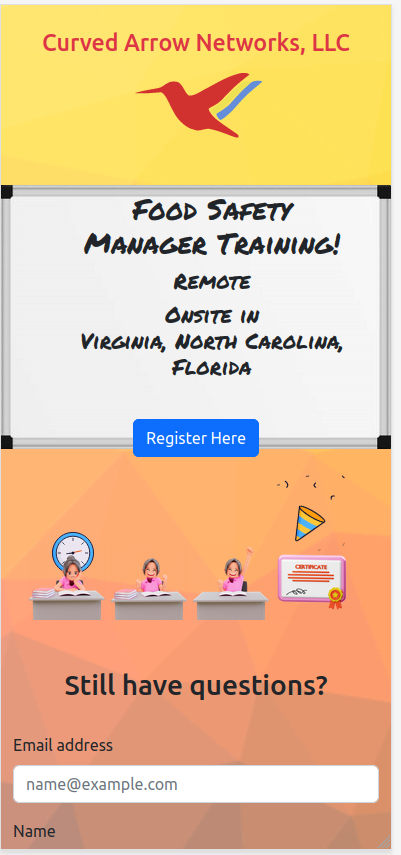 Curved Arrow Networks, LLC
Food Safety
Manager Training!
Remote
Onsite in
Virginia, North Carolina,
Florida
Register Here
CERTIFICATE
Still have questions?
Email address
name@example.com
Name